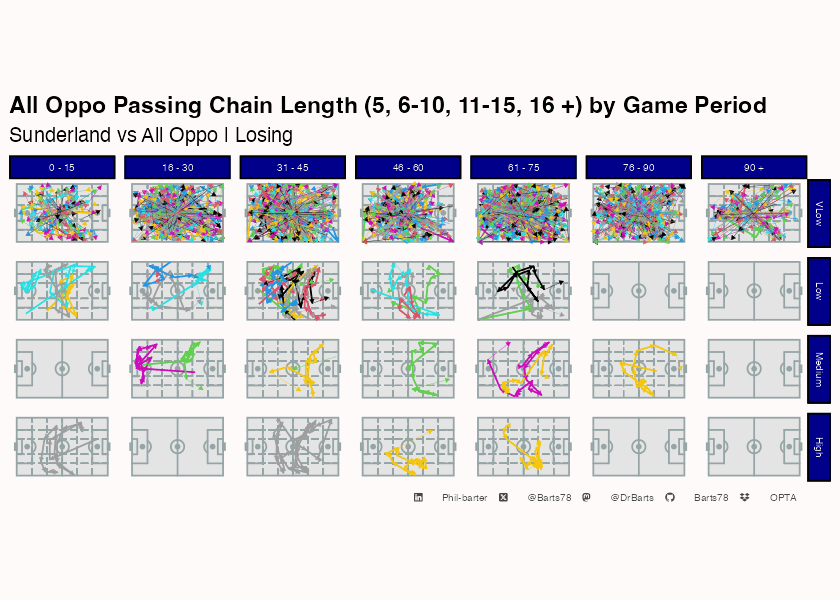 All Oppo Passing Chain Length (5, 6-10, 11-15, 16 +) by Game Period
Sunderland vs All Oppo I Losing
0 - 15 16 - 30 31 - 45 46 - 60 61 - 75 76 - 90 90 +
VLow
Low
Medium
High
Phil-barter @Barts78 @DrBarts Barts78 OPTA